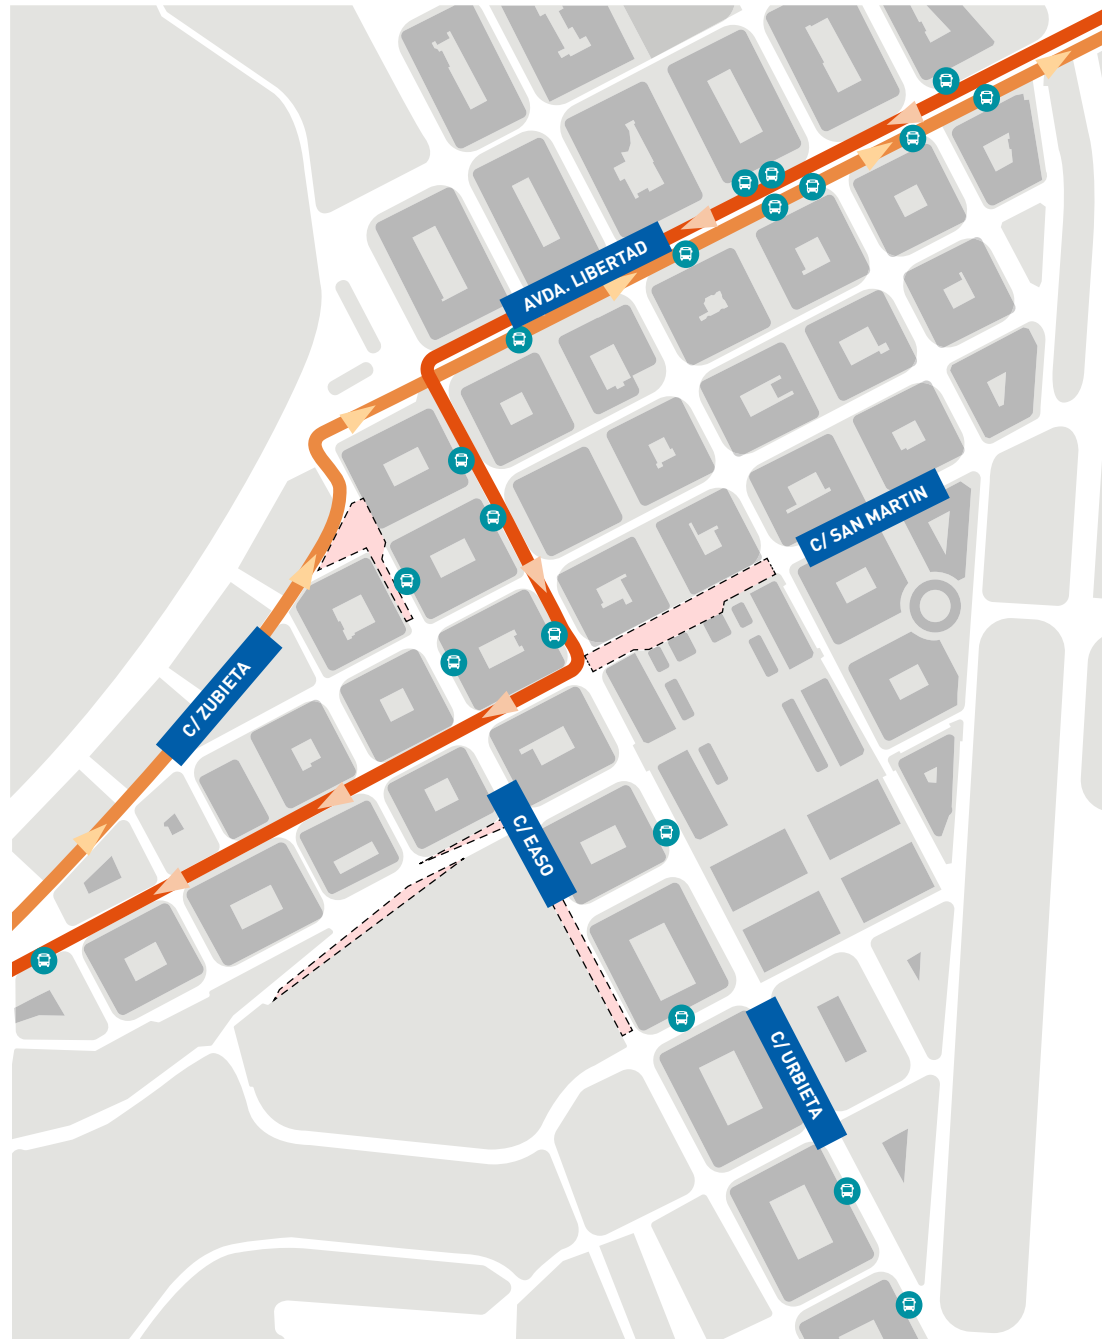 AVDA. LIBERTAD
C/ SAN MARTIN
C/ ZUBIETA
C/ EASO
C/ URBIETA